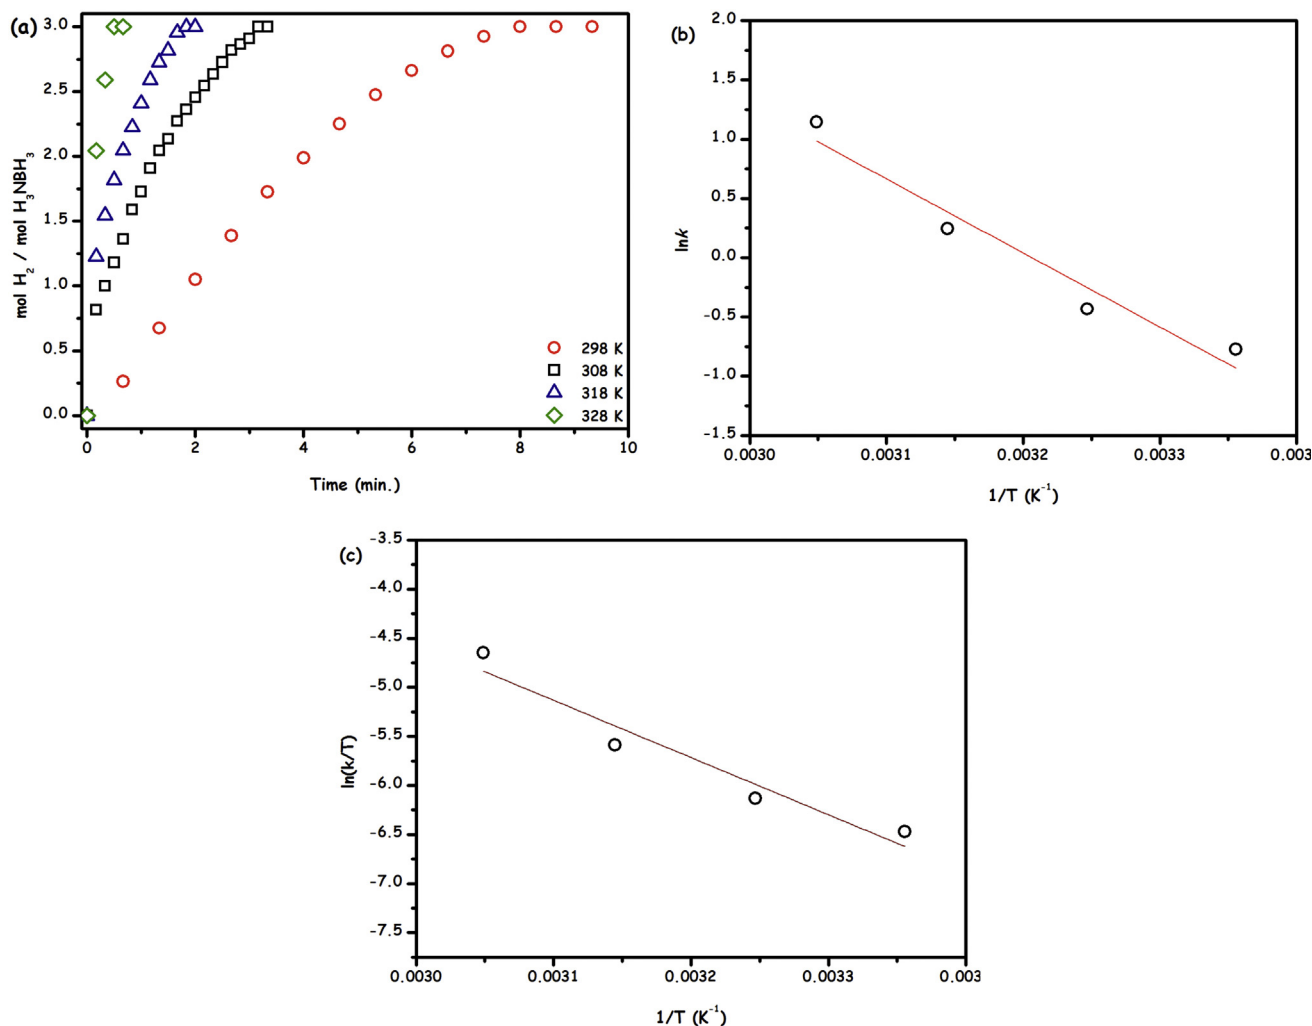 (a)
3.0
2.5
2.0
1.5
1.0
0.5
0.0
mol H₂ / mol H₃NBH₃
298 K
308 K
318 K
328 K
0 2 4 6 8 10
Time (min.)
(b)
2.0
1.5
1.0
0.5
0.0
-0.5
-1.0
-1.5
lnk
0.0030 0.0031 0.0032 0.0033 0.003
1/T (K⁻¹)
(c)
-3.5
-4.0
-4.5
-5.0
-5.5
-6.0
-6.5
-7.0
-7.5
ln(k/T)
0.0030 0.0031 0.0032 0.0033 0.003
1/T (K⁻¹)